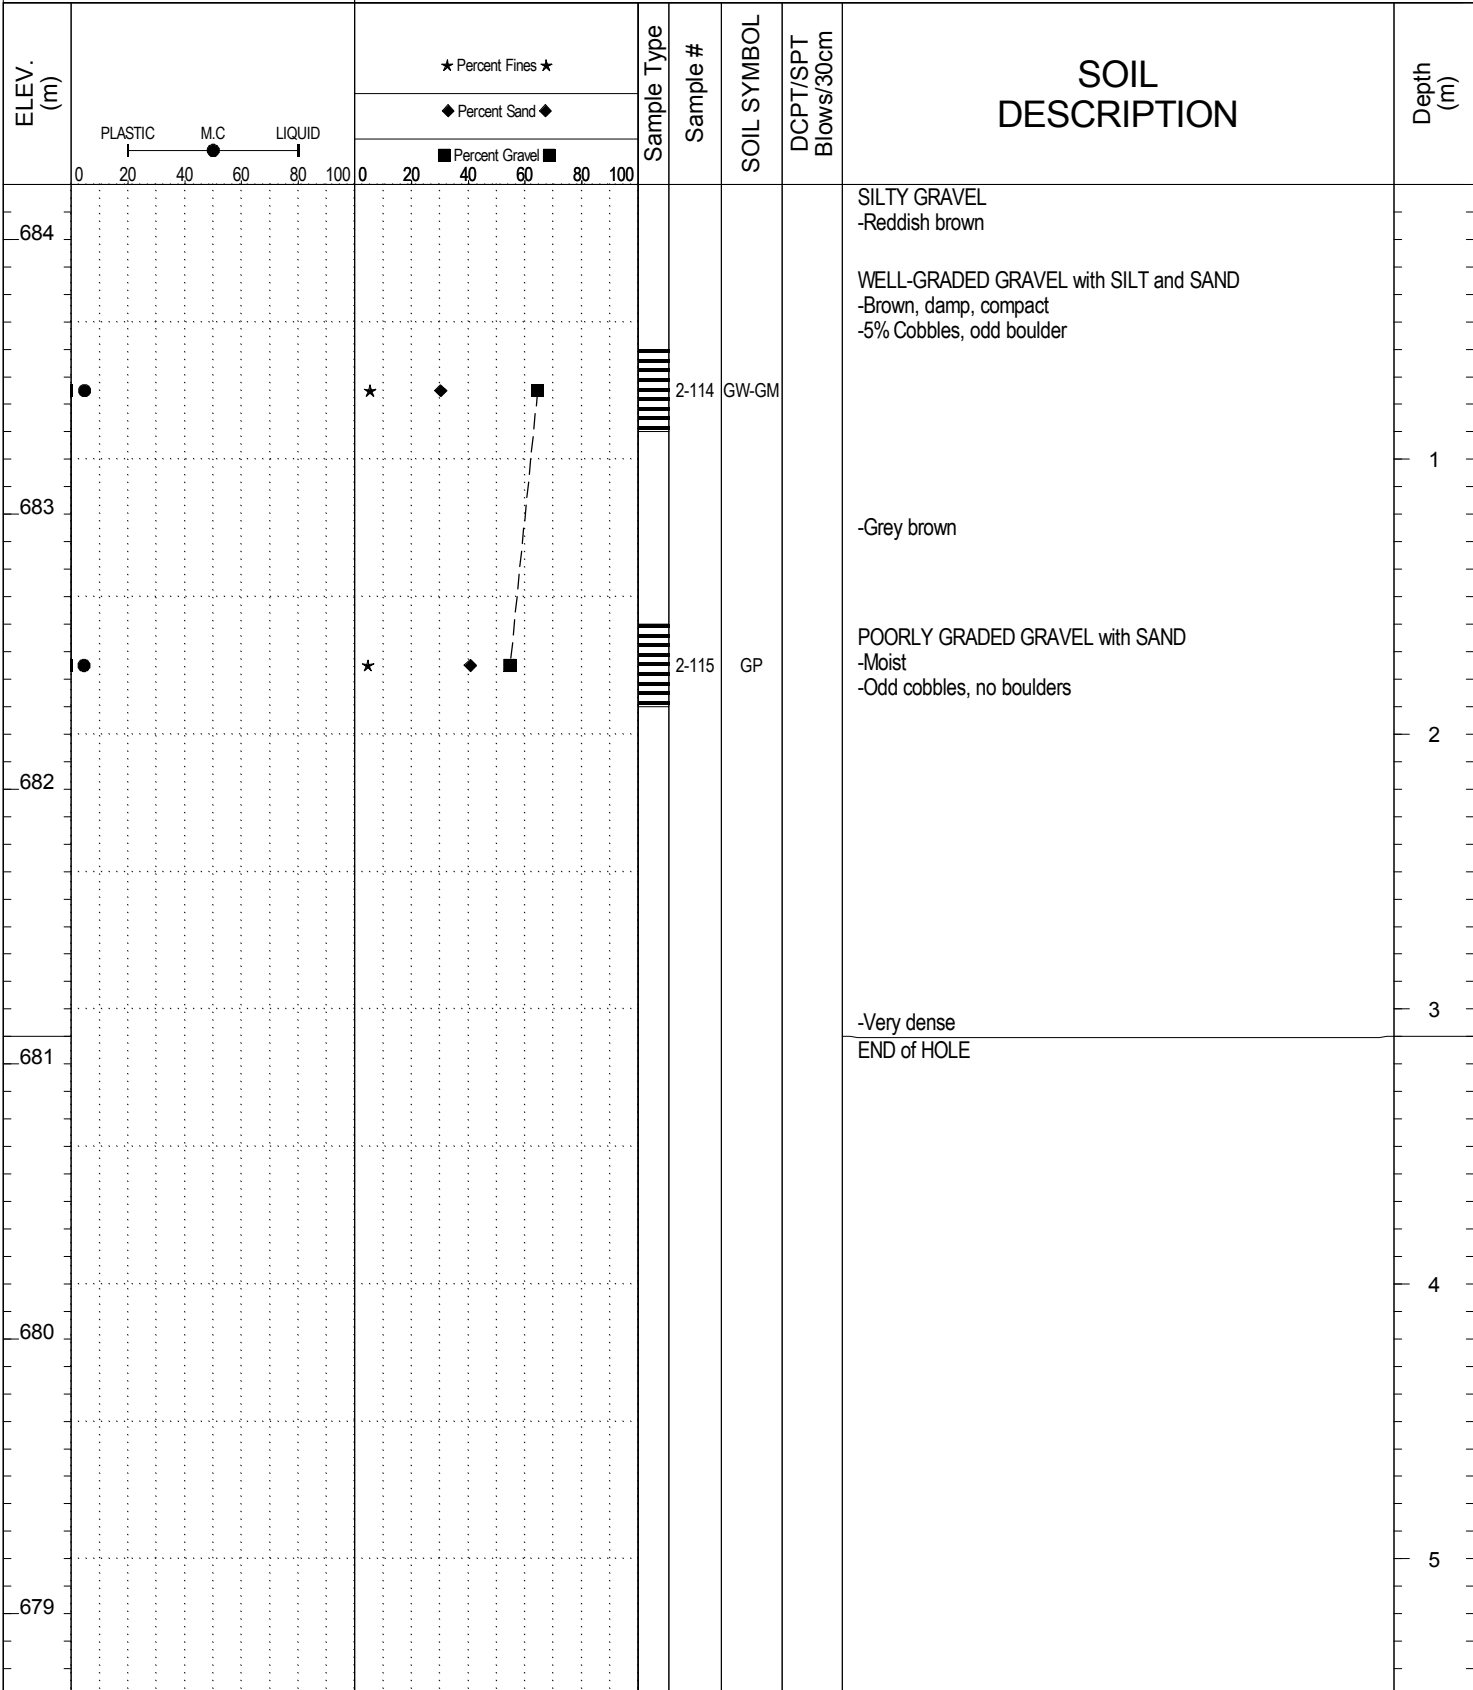 ELEV.
(m)
PLASTIC M.C LIQUID
0 20 40 60 80 100
★ Percent Fines ★
◆ Percent Sand ◆
■ Percent Gravel ■
0 20 40 60 80 100
Sample Type
Sample #
SOIL SYMBOL
DCPT/SPT
Blows/30cm
SOIL
DESCRIPTION
Depth
(m)
SILTY GRAVEL
-Reddish brown
684
WELL-GRADED GRAVEL with SILT and SAND
-Brown, damp, compact
-5% Cobbles, odd boulder
2-114 GW-GM
1
683
-Grey brown
POORLY GRADED GRAVEL with SAND
-Moist
-Odd cobbles, no boulders
2-115 GP
2
682
3
-Very dense
END of HOLE
681
4
680
5
679